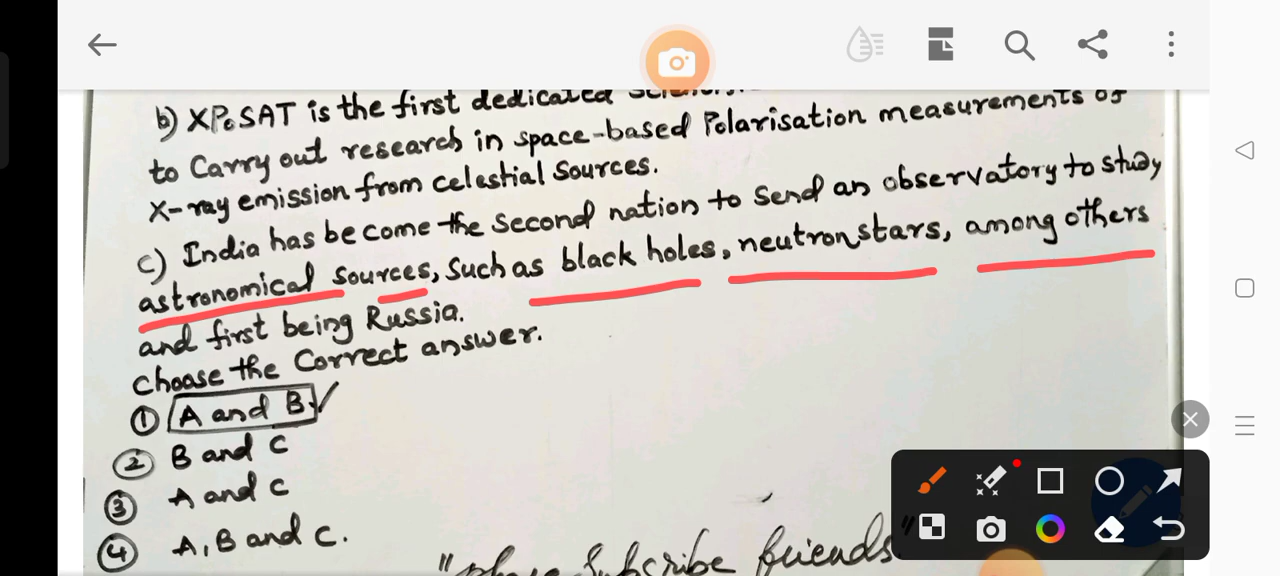 b) XPoSAT is the first dedicated
to Carry out research in space-based Polarisation measurements of
X-ray emission from celestial Sources.
c) India has become the Second nation to Send an observatory to study
astronomical Sources, Such as black holes, neutron stars, among others
and first being Russia.
Choose the Correct answer.
① A and B. ✓
② B and C
③ A and C
④ A, B and C.
"please Subscribe friends"